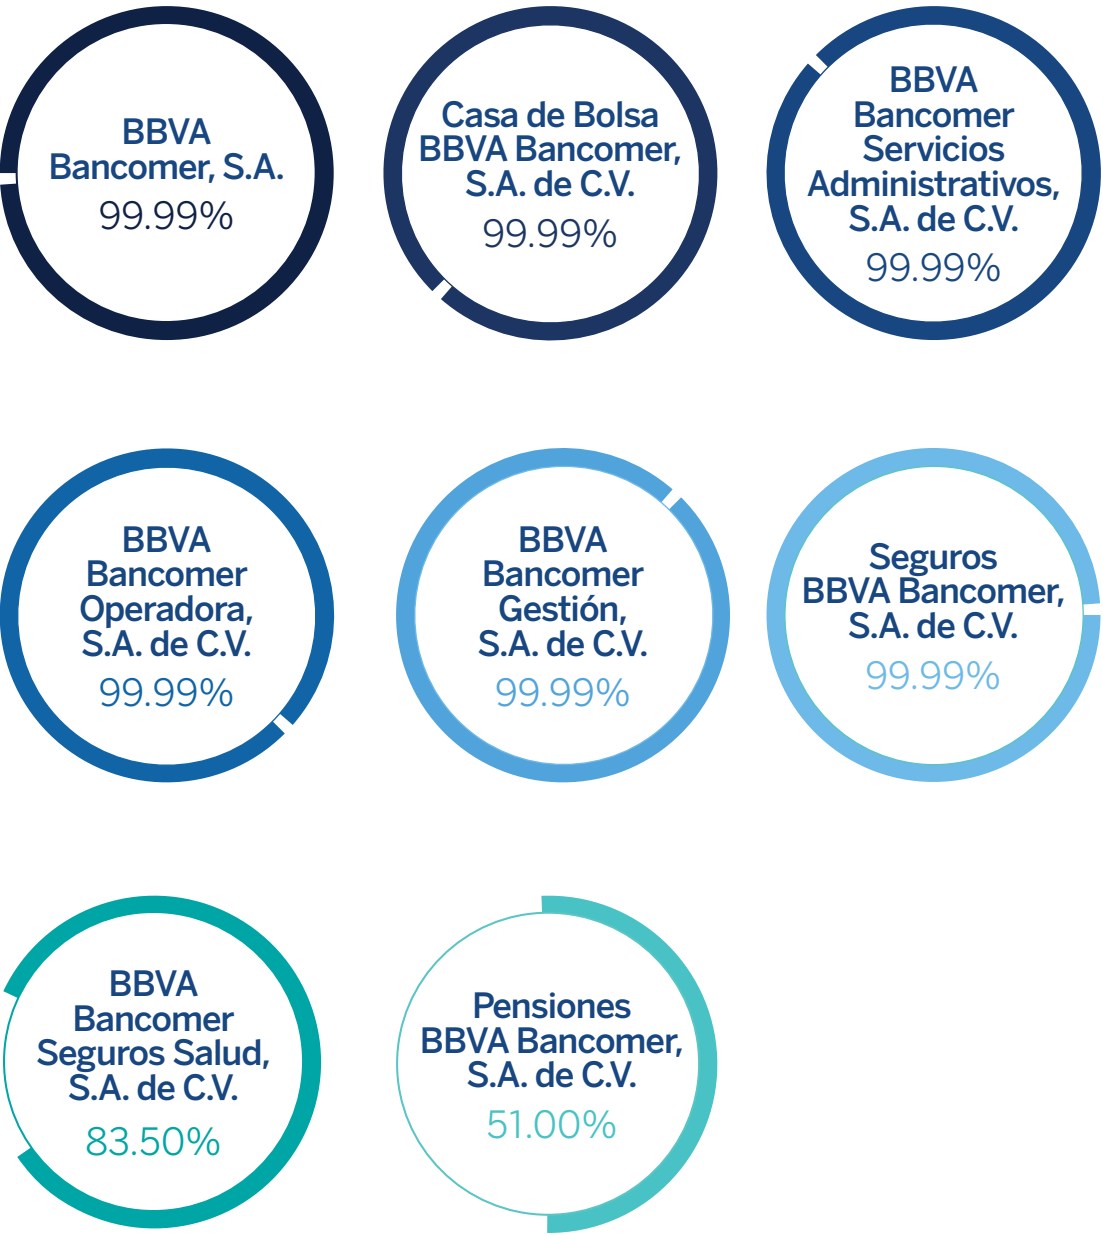 BBVA
Bancomer, S.A.
99.99%
Casa de Bolsa
BBVA Bancomer,
S.A. de C.V.
99.99%
BBVA
Bancomer
Servicios
Administrativos,
S.A. de C.V.
99.99%
BBVA
Bancomer
Operadora,
S.A. de C.V.
99.99%
BBVA
Bancomer
Gestión,
S.A. de C.V.
99.99%
Seguros
BBVA Bancomer,
S.A. de C.V.
99.99%
BBVA
Bancomer
Seguros Salud,
S.A. de C.V.
83.50%
Pensiones
BBVA Bancomer,
S.A. de C.V.
51.00%